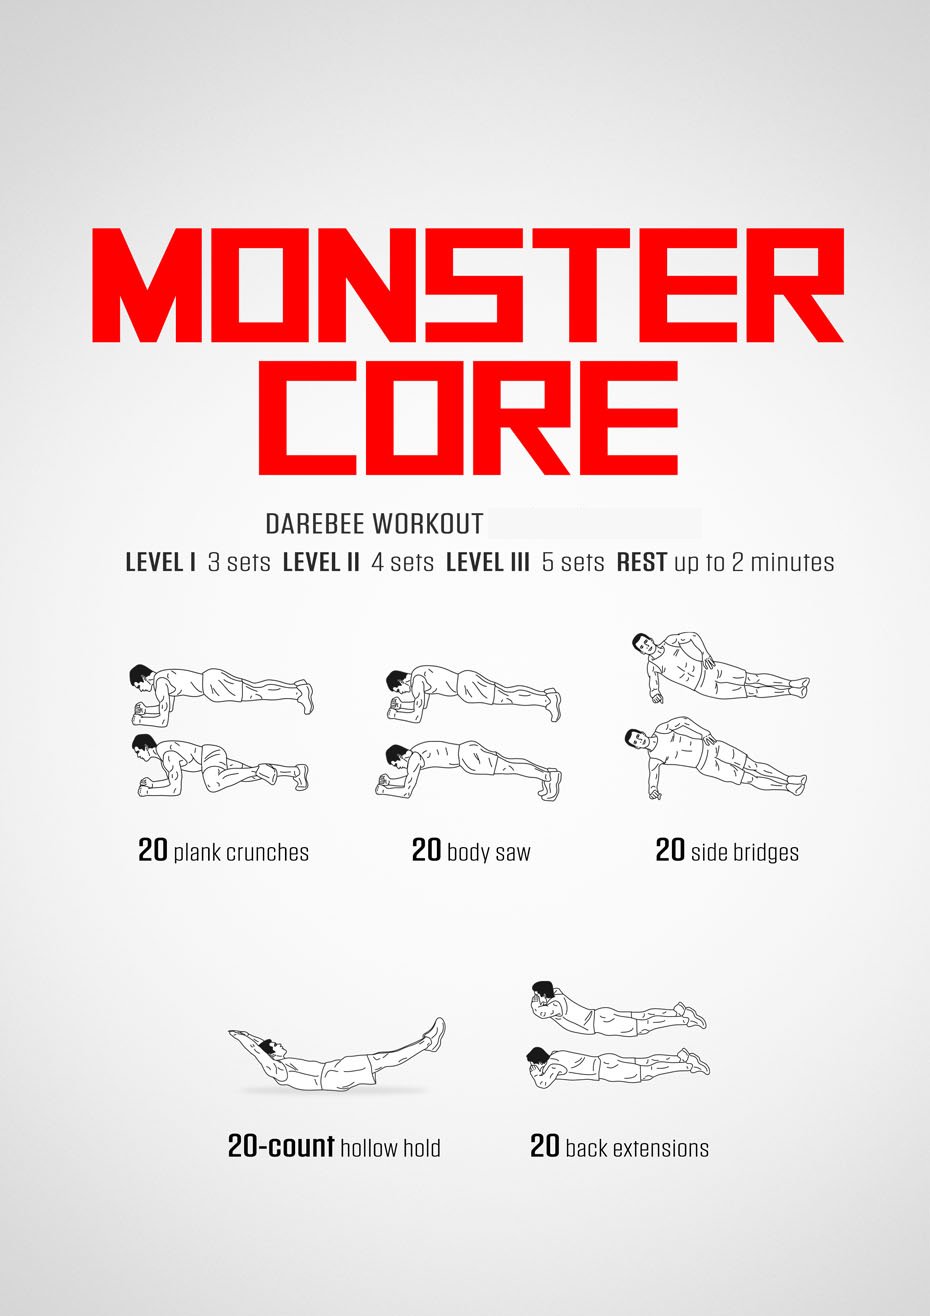 MONSTER
CORE
DAREBEE WORKOUT
LEVEL I 3 sets LEVEL II 4 sets LEVEL III 5 sets REST up to 2 minutes
20 plank crunches
20 body saw
20 side bridges
20-count hollow hold
20 back extensions